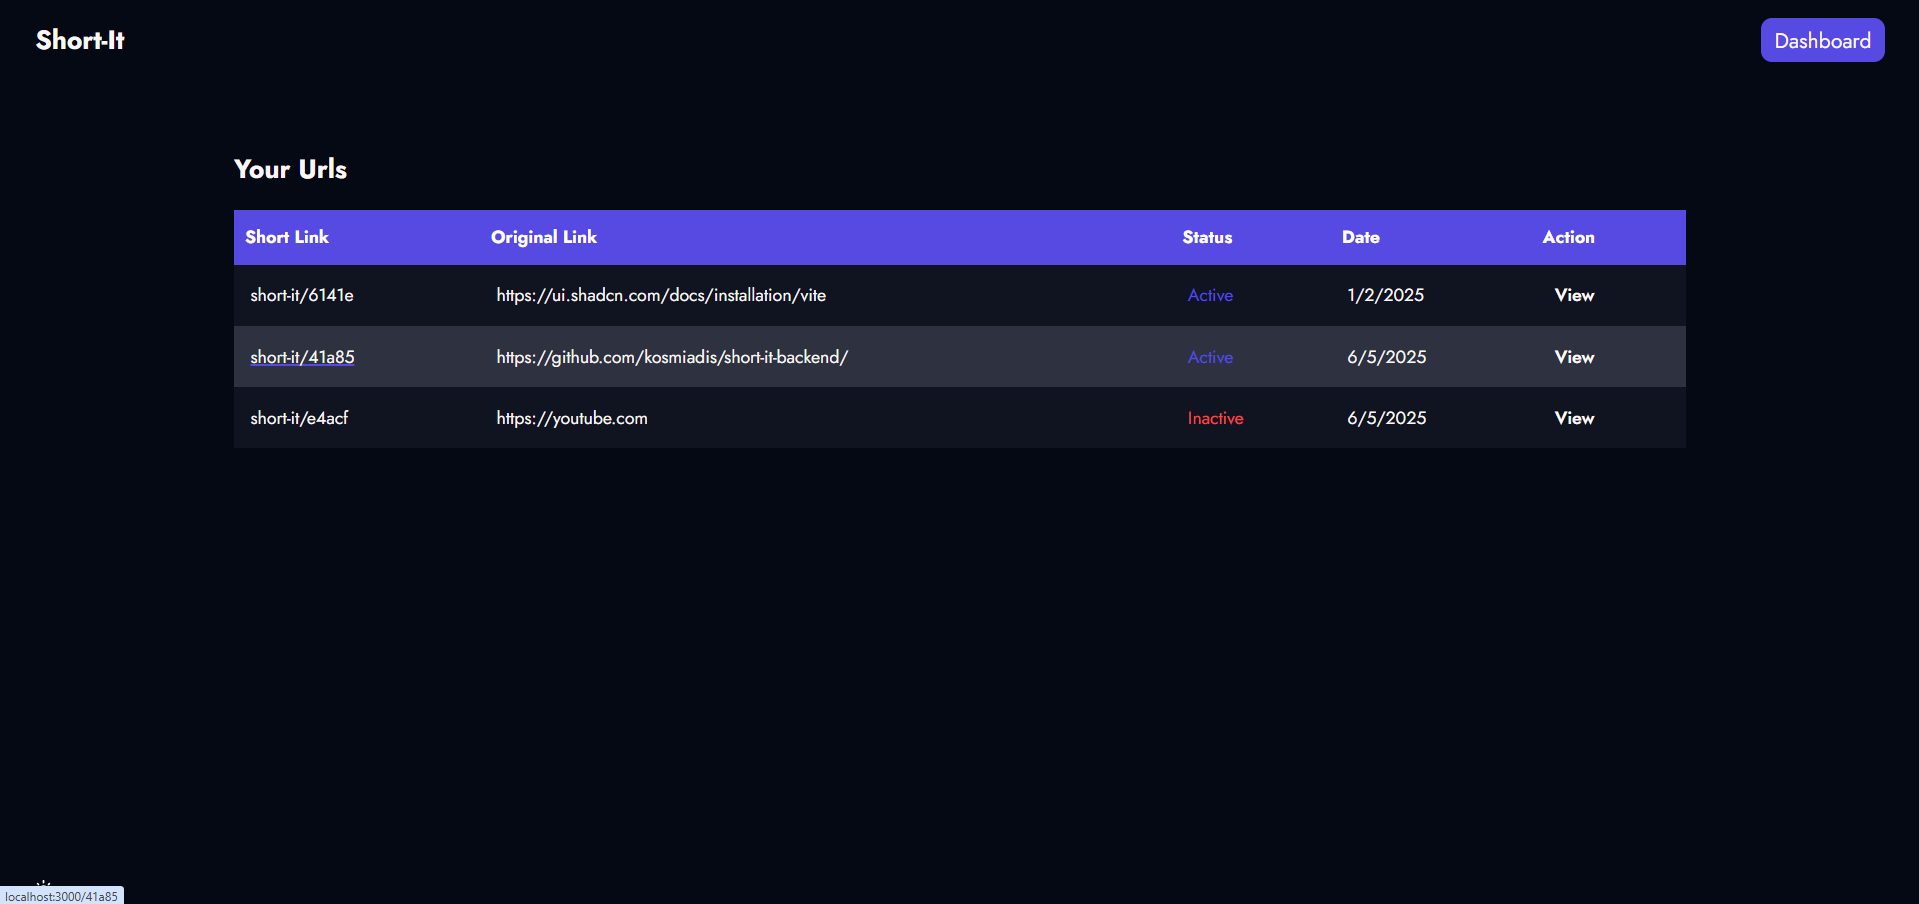 Short-It Dashboard
Your Urls
Short Link Original Link Status Date Action
short-it/6141e https://ui.shadcn.com/docs/installation/vite Active 1/2/2025 View
short-it/41a85 https://github.com/kosmiadis/short-it-backend/ Active 6/5/2025 View
short-it/e4acf https://youtube.com Inactive 6/5/2025 View
localhost:3000/41a85